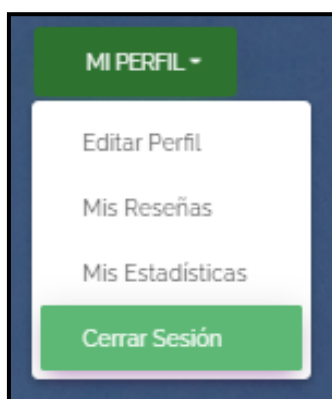 MI PERFIL
Editar Perfil
Mis Reseñas
Mis Estadísticas
Cerrar Sesión